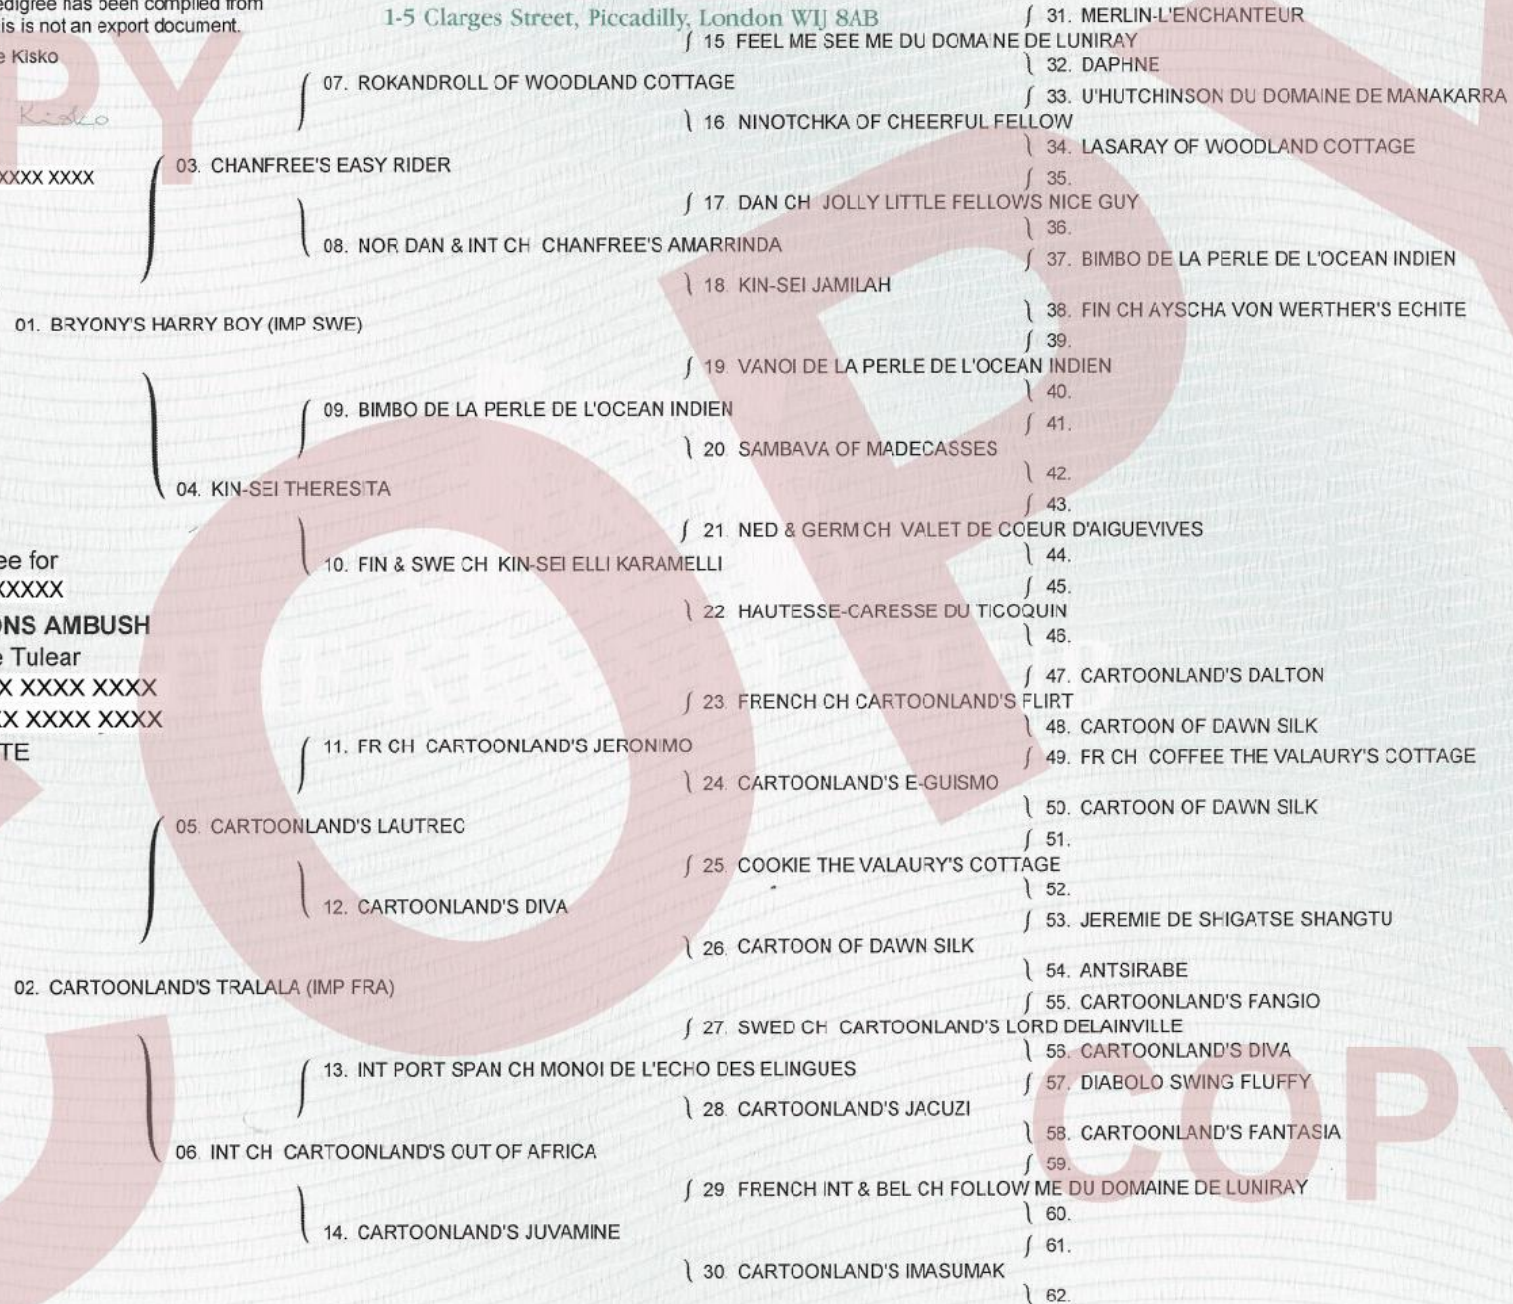 edigree has been compiled from
is is not an export document.
1-5 Clarges Street, Piccadilly, London W1J 8AB
e Kisko
Kisko
XXXX XXXX
01. BRYONY'S HARRY BOY (IMP SWE)
ee for
XXXXX
ONS AMBUSH
e Tulear
X XXXX XXXX
XX XXXX XXXX
TE
02. CARTOONLAND'S TRALALA (IMP FRA)
03. CHANFREE'S EASY RIDER
04. KIN-SEI THERESITA
05. CARTOONLAND'S LAUTREC
06. INT CH CARTOONLAND'S OUT OF AFRICA
07. ROKANDROLL OF WOODLAND COTTAGE
08. NOR DAN & INT CH CHANFREE'S AMARRINDA
09. BIMBO DE LA PERLE DE L'OCEAN INDIEN
10. FIN & SWE CH KIN-SEI ELLI KARAMELLI
11. FR CH CARTOONLAND'S JERONIMO
12. CARTOONLAND'S DIVA
13. INT PORT SPAN CH MONOI DE L'ECHO DES ELINGUES
14. CARTOONLAND'S JUVAMINE
15 FEEL ME SEE ME DU DOMAINE DE LUNIRAY
16. NINOTCHKA OF CHEERFUL FELLOW
17. DAN CH JOLLY LITTLE FELLOWS NICE GUY
18. KIN-SEI JAMILAH
19. VANOI DE LA PERLE DE L'OCEAN INDIEN
20 SAMBAVA OF MADECASSES
21. NED & GERM CH VALET DE COEUR D'AIGUEVIVES
22 HAUTESSE-CARESSE DU TICOQUIN
23. FRENCH CH CARTOONLAND'S FLIRT
24. CARTOONLAND'S E-GUISMO
25. COOKIE THE VALAURY'S COTTAGE
26. CARTOON OF DAWN SILK
27. SWED CH CARTOONLAND'S LORD DELAINVILLE
28. CARTOONLAND'S JACUZI
29. FRENCH INT & BEL CH FOLLOW ME DU DOMAINE DE LUNIRAY
30. CARTOONLAND'S IMASUMAK
31. MERLIN-L'ENCHANTEUR
32. DAPHNE
33. U'HUTCHINSON DU DOMAINE DE MANAKARRA
34. LASARAY OF WOODLAND COTTAGE
35.
36.
37. BIMBO DE LA PERLE DE L'OCEAN INDIEN
38. FIN CH AYSCHA VON WERTHER'S ECHITE
39.
40.
41.
42.
43.
44.
45.
46.
47. CARTOONLAND'S DALTON
48. CARTOON OF DAWN SILK
49. FR CH COFFEE THE VALAURY'S COTTAGE
50. CARTOON OF DAWN SILK
51.
52.
53. JEREMIE DE SHIGATSE SHANGTU
54. ANTSIRABE
55. CARTOONLAND'S FANGIO
56. CARTOONLAND'S DIVA
57. DIABOLO SWING FLUFFY
58. CARTOONLAND'S FANTASIA
59.
60.
61.
62.
COPY
COPY
PY